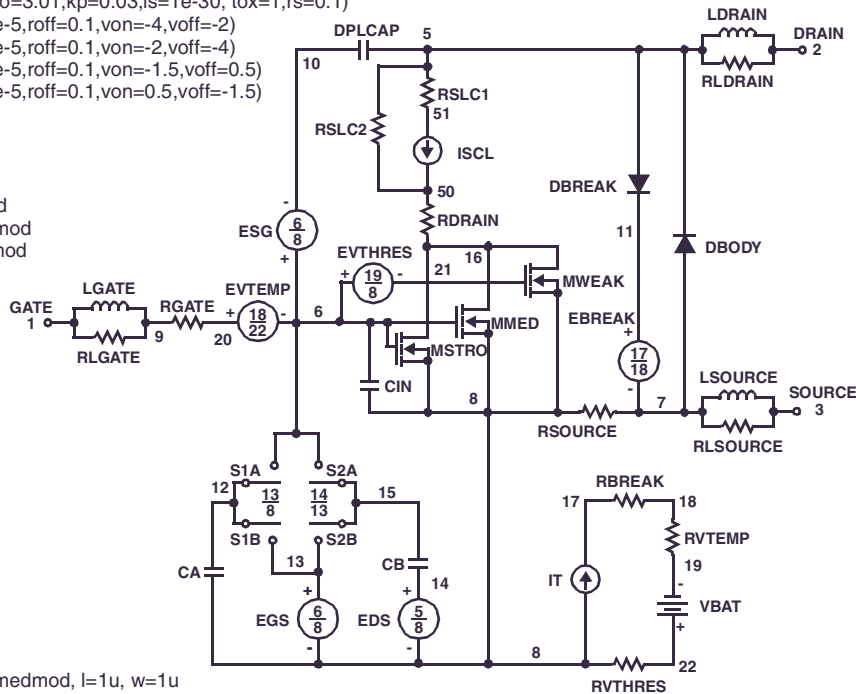 o=3.01,kp=0.03,is=1e-30, tox=1,rs=0.1)
e-5,roff=0.1,von=-4,voff=-2)
e-5,roff=0.1,von=-2,voff=-4)
e-5,roff=0.1,von=-1.5,voff=0.5)
e-5,roff=0.1,von=0.5,voff=-1.5)
d
mod
mod
DPLCAP
5
10
LDRAIN
DRAIN
2
RLDRAIN
RSLC1
51
RSLC2
ISCL
50
RDRAIN
DBREAK
11
DBODY
ESG
6
8
-
+
EVTHRES
+
19
8
-
16
21
MWEAK
LGATE
GATE
1
RLGATE
9
RGATE
20
EVTEMP
+
18
22
-
6
MMED
MSTRO
EBREAK
+
17
18
-
CIN
8
7
RSOURCE
LSOURCE
SOURCE
3
RLSOURCE
S1A
S2A
12
13
8
14
13
15
S1B
S2B
13
CA
CB
14
+
EGS
6
8
-
+
EDS
5
8
-
RBREAK
17
18
RVTEMP
19
IT
-
VBAT
+
8
22
RVTHRES
medmod, l=1u, w=1u